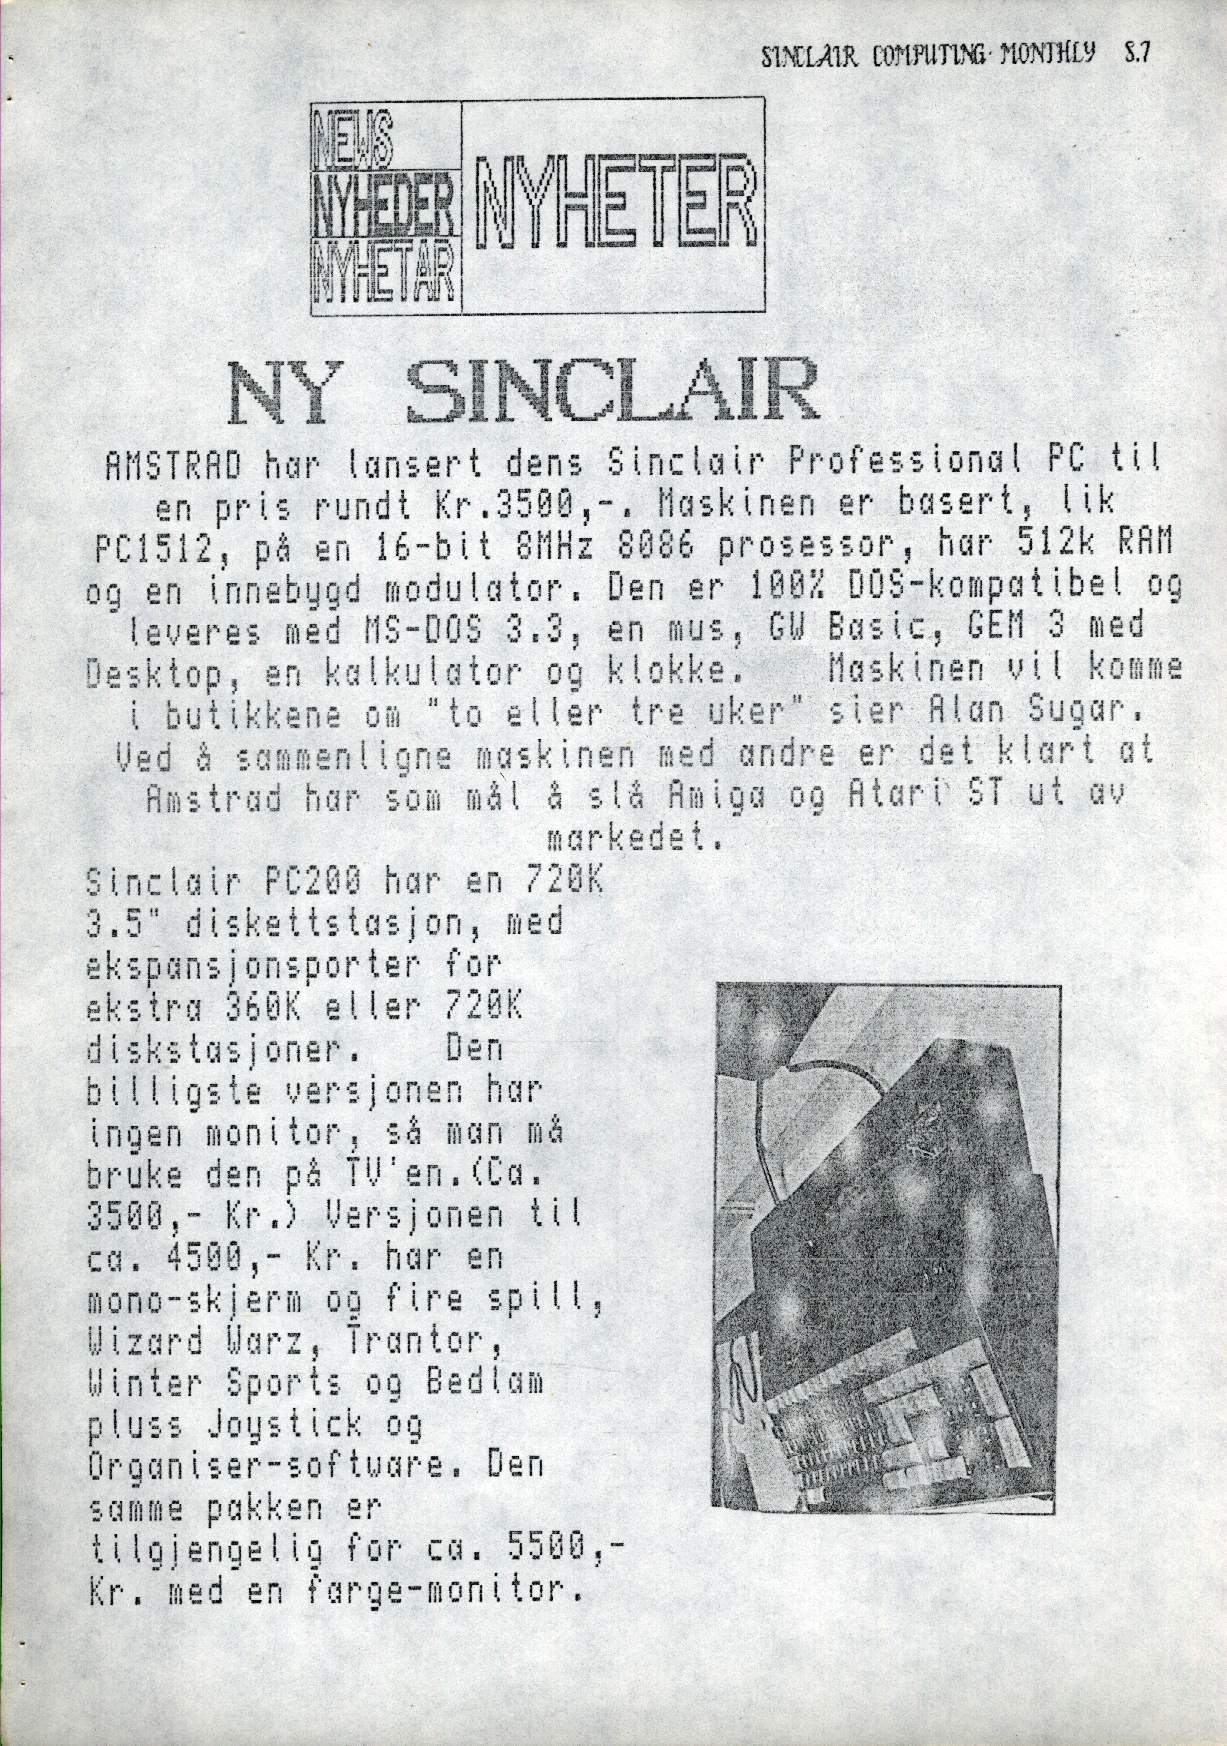 SINCLAIR COMPUTING MONTHLY S.7
NEWS
NYHEDER
NYHETAR
NYHETER
NY SINCLAIR
AMSTRAD har lansert dens Sinclair Professional PC til
en pris rundt Kr.3500,-. Maskinen er basert, lik
PC1512, på en 16-bit 8MHz 8086 prosessor, har 512k RAM
og en innebygd modulator. Den er 100% DOS-kompatibel og
leveres med MS-DOS 3.3, en mus, GW Basic, GEM 3 med
Desktop, en kalkulator og klokke. Maskinen vil komme
i butikkene om "to eller tre uker" sier Alan Sugar.
Ved å sammenligne maskinen med andre er det klart at
Amstrad har som mål å slå Amiga og Atari ST ut av
markedet.
Sinclair PC200 har en 720K
3.5" diskettstasjon, med
ekspansjonsporter for
ekstra 360K eller 720K
diskstasjoner. Den
billigste versjonen har
ingen monitor, så man må
bruke den på TV'en.(Ca.
3500,- Kr.) Versjonen til
ca. 4500,- Kr. har en
mono-skjerm og fire spill,
Wizard Warz, Trantor,
Winter Sports og Bedlam
pluss Joystick og
Organiser-software. Den
samme pakken er
tilgjengelig for ca. 5500,-
Kr. med en farge-monitor.